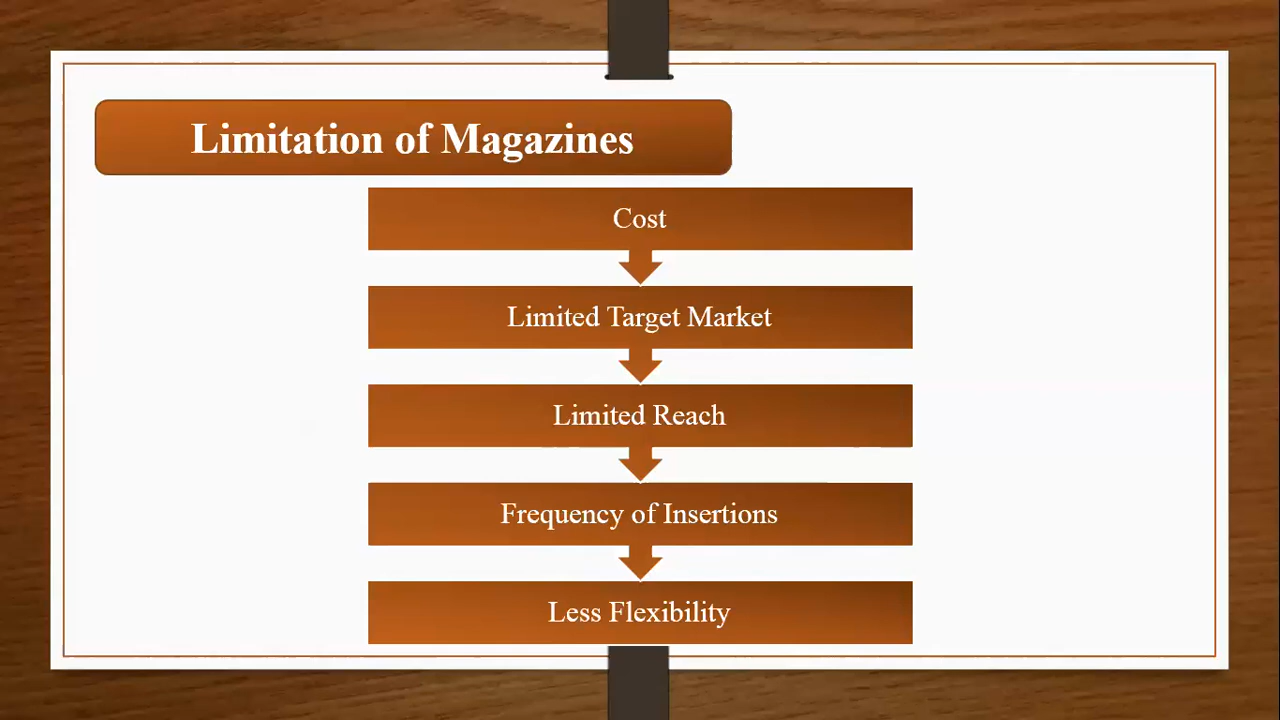 Limitation of Magazines
Cost
Limited Target Market
Limited Reach
Frequency of Insertions
Less Flexibility